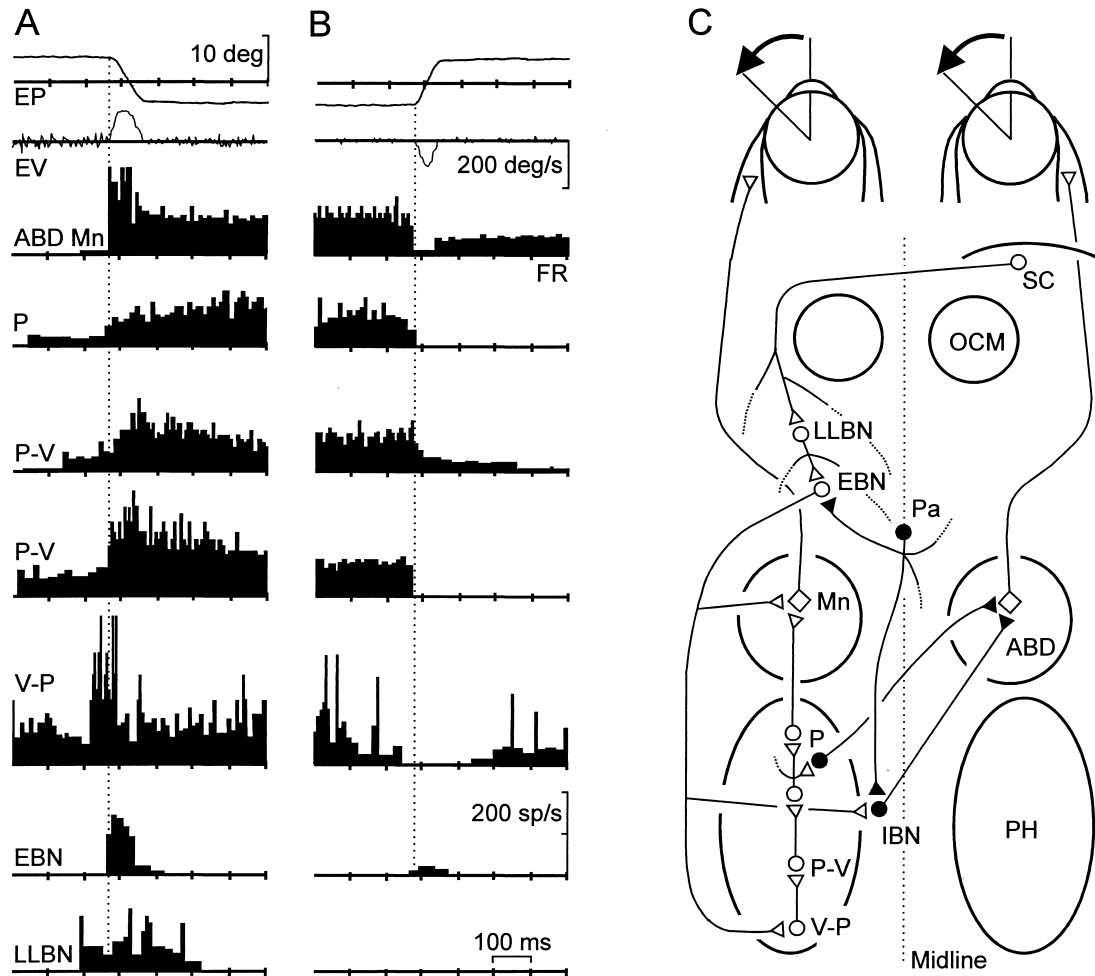 A
10 deg
EP
EV
ABD Mn
P
P-V
P-V
V-P
EBN
LLBN
B
200 deg/s
FR
200 sp/s
100 ms
C
SC
OCM
LLBN
EBN
Pa
Mn
ABD
P
IBN
PH
P-V
V-P
Midline